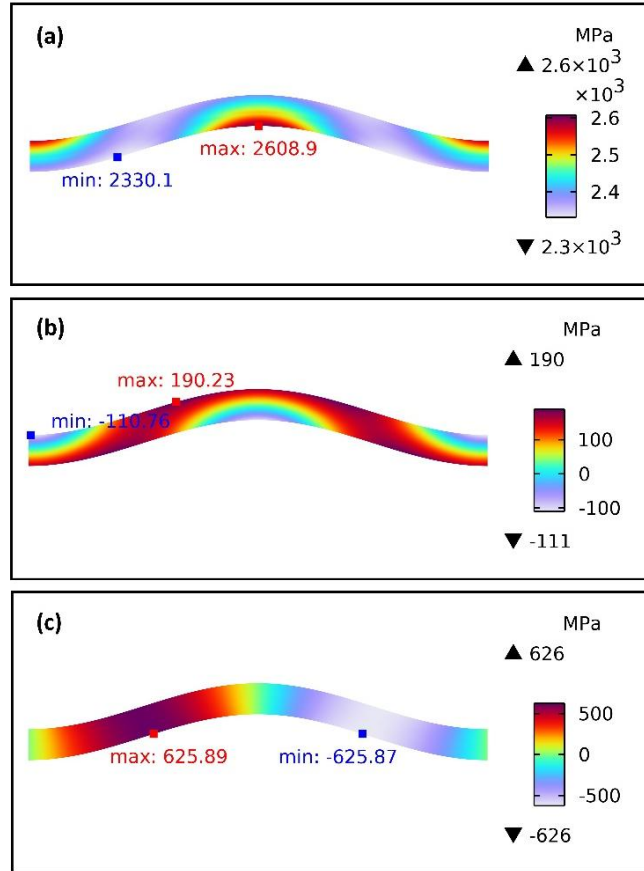 (a)
MPa
▲ 2.6×10³
×10³
2.6
2.5
2.4
▼ 2.3×10³
max: 2608.9
min: 2330.1
(b)
MPa
▲ 190
100
0
-100
▼ -111
max: 190.23
min: -110.76
(c)
MPa
▲ 626
500
0
-500
▼ -626
max: 625.89
min: -625.87